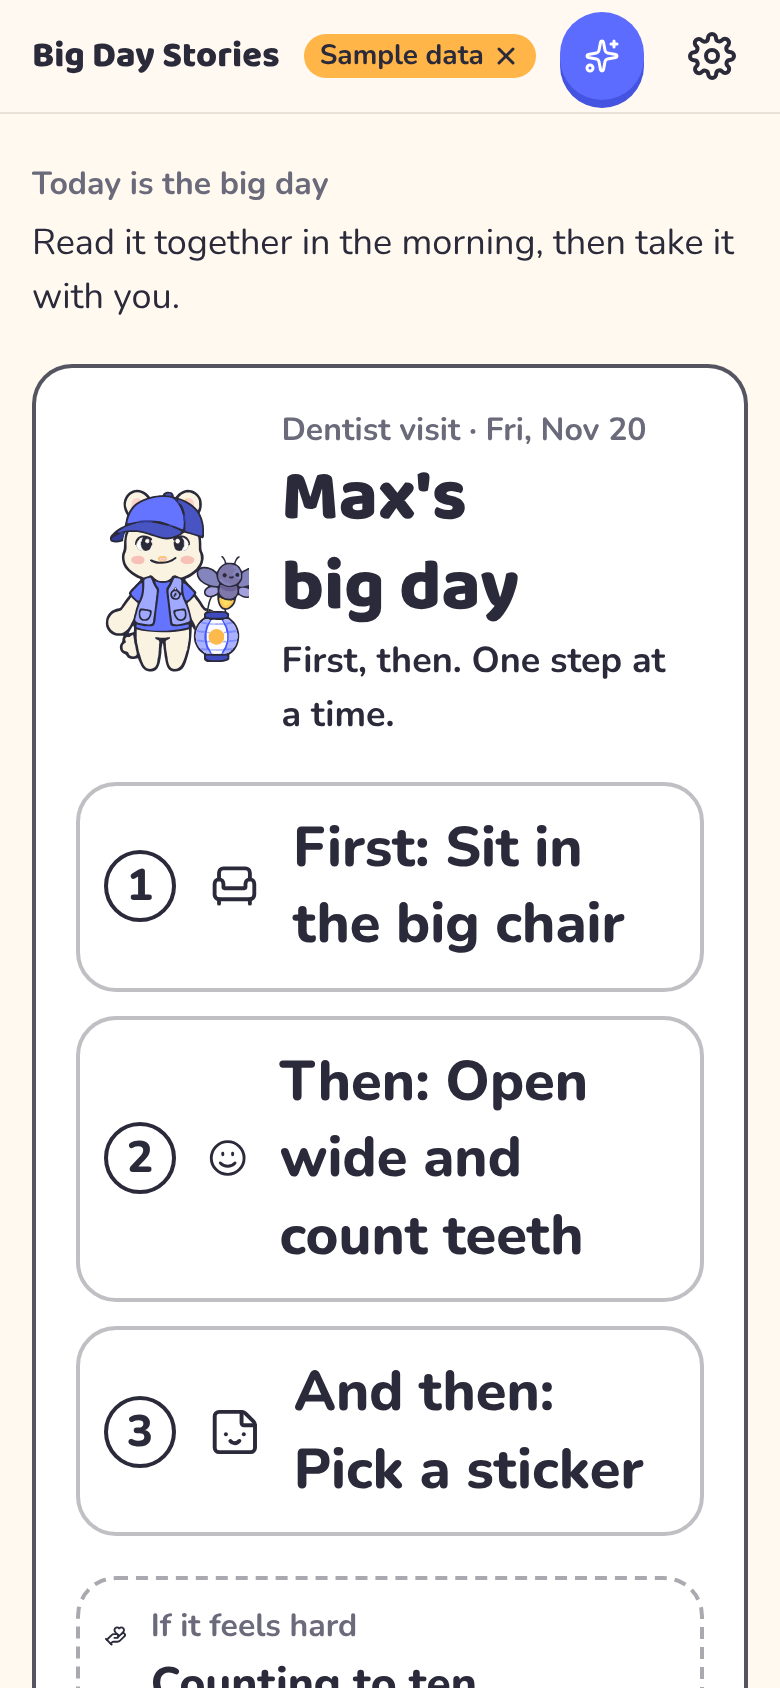 Big Day Stories
Sample data
Today is the big day
Read it together in the morning, then take it
with you.
Dentist visit · Fri, Nov 20
Max's
big day
First, then. One step at
a time.
1
First: Sit in
the big chair
2
Then: Open
wide and
count teeth
3
And then:
Pick a sticker
If it feels hard
Counting to ten